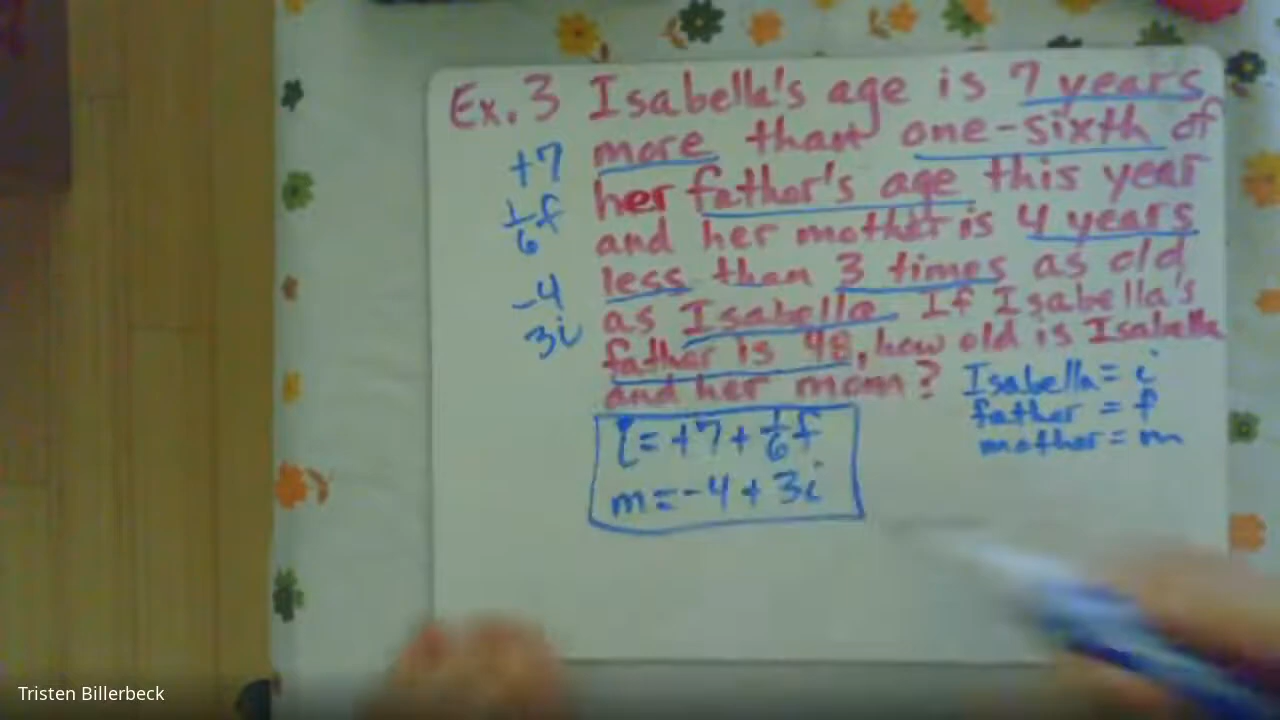 Ex. 3 Isabella's age is 7 years
more than one-sixth of
her father's age this year
and her mother is 4 years
less than 3 times as old
as Isabella. If Isabella's
father is 48, how old is Isabella
and her mom?
+7
1/6 f
-4
3i
Isabella = i
father = f
mother = m
i = +7 + 1/6 f
m = -4 + 3i
Tristen Billerbeck